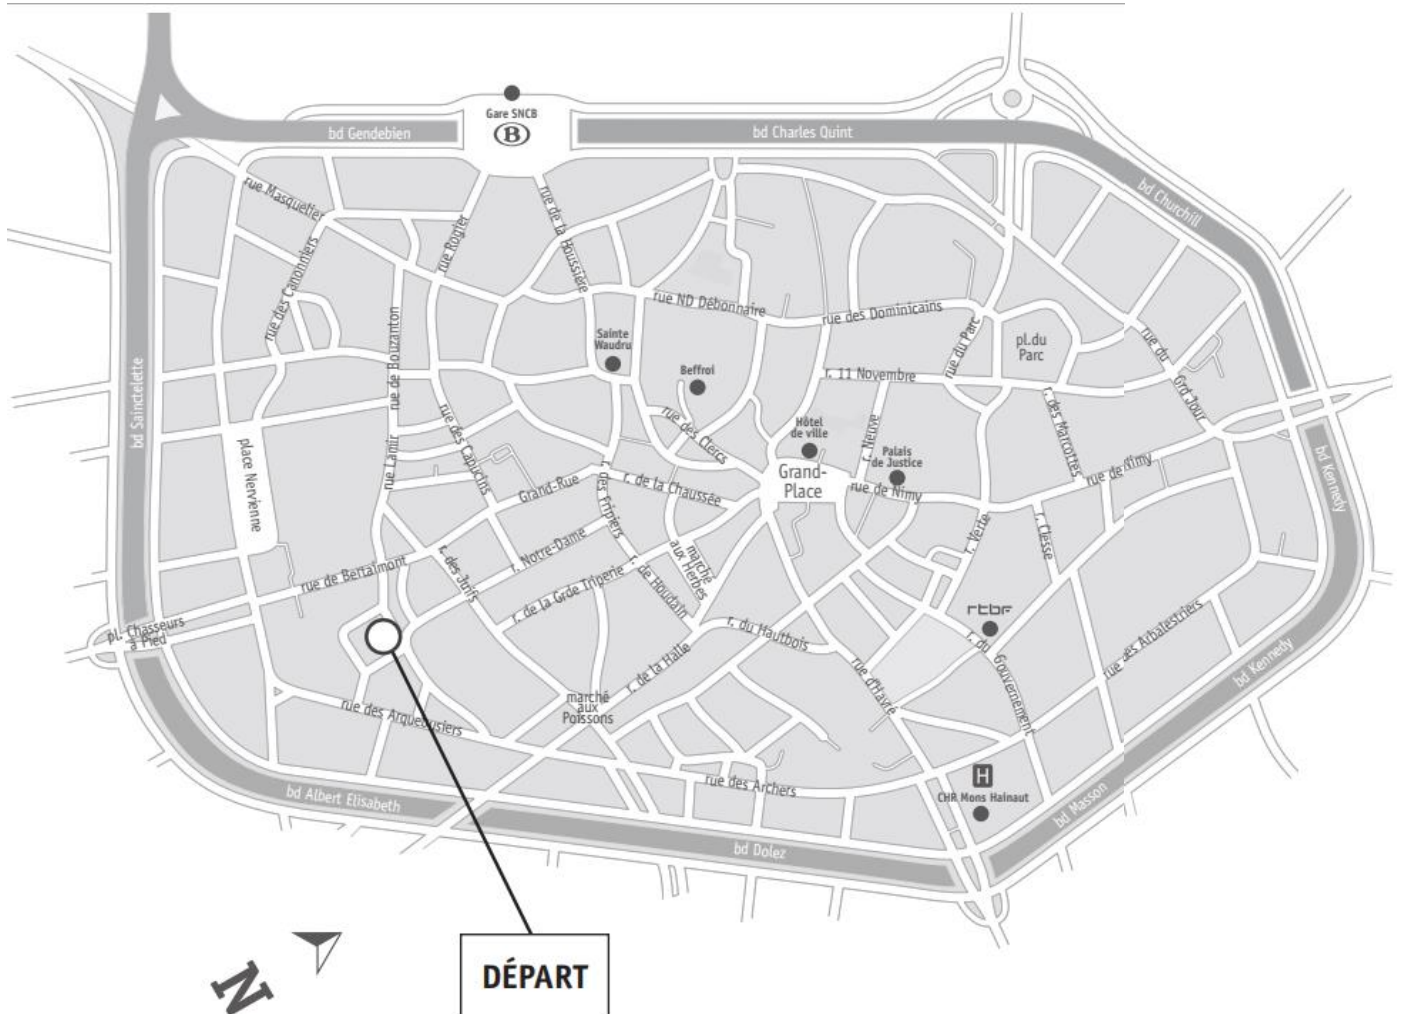 Gare SNCB
B
bd Gendebien
bd Charles Quint
bd Churchill
rue Masquelier
rue de la Houssière
rue Rogier
rue des Canonniers
rue de Bouzanton
rue ND Débonnaire
rue des Dominicains
rue du Parc
pl.du
Parc
rue du Grd Jour
Sainte
Waudru
Beffroi
r. 11 Novembre
bd Sainctelette
r. des Marcottes
rue des Capucins
rue des Clercs
Hôtel
de ville
r. Neuve
Palais
de Justice
rue Lamir
place Nervienne
Grand-Rue
r. des Fripiers
r. de la Chaussée
Grand-
Place
rue de Nimy
rue de Nimy
bd Kennedy
r. Notre-Dame
r. Verte
r. Clesse
rue de Bertaimont
r. des Juifs
r. de la Grde Triperie
r. de Houdain
marché
aux Herbes
rtbf
pl. Chasseurs
à Pied
r. du Hautbois
r. du Gouvernement
rue des Arbalestriers
r. de la Halle
rue d'Havré
bd Kennedy
marché
aux
Poissons
rue des Arquebusiers
rue des Archers
H
CHR Mons Hainaut
bd Masson
bd Albert Elisabeth
bd Dolez
N
DÉPART